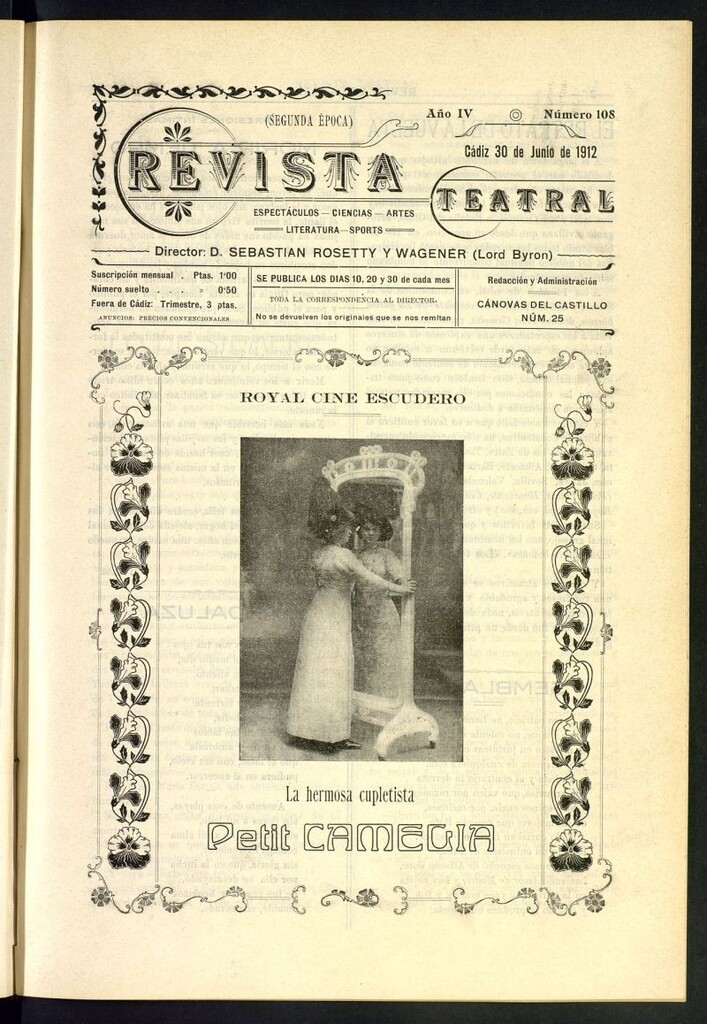 (SEGUNDA ÉPOCA)
Año IV Número 108
Cádiz 30 de Junio de 1912
REVISTA
TEATRAL
ESPECTÁCULOS — CIENCIAS — ARTES
LITERATURA — SPORTS
Director: D. SEBASTIAN ROSETTY Y WAGENER (Lord Byron)
Suscripción mensual . Ptas. 1'00
Número suelto . . . » 0'50
Fuera de Cádiz: Trimestre, 3 ptas.
ANUNCIOS: PRECIOS CONVENCIONALES
SE PUBLICA LOS DIAS 10, 20 y 30 de cada mes
TODA LA CORRESPONDENCIA AL DIRECTOR.
No se devuelven los originales que se nos remitan
Redacción y Administración
CÁNOVAS DEL CASTILLO
NÚM. 25
ROYAL CINE ESCUDERO
La hermosa cupletista
Petit CAMELIA